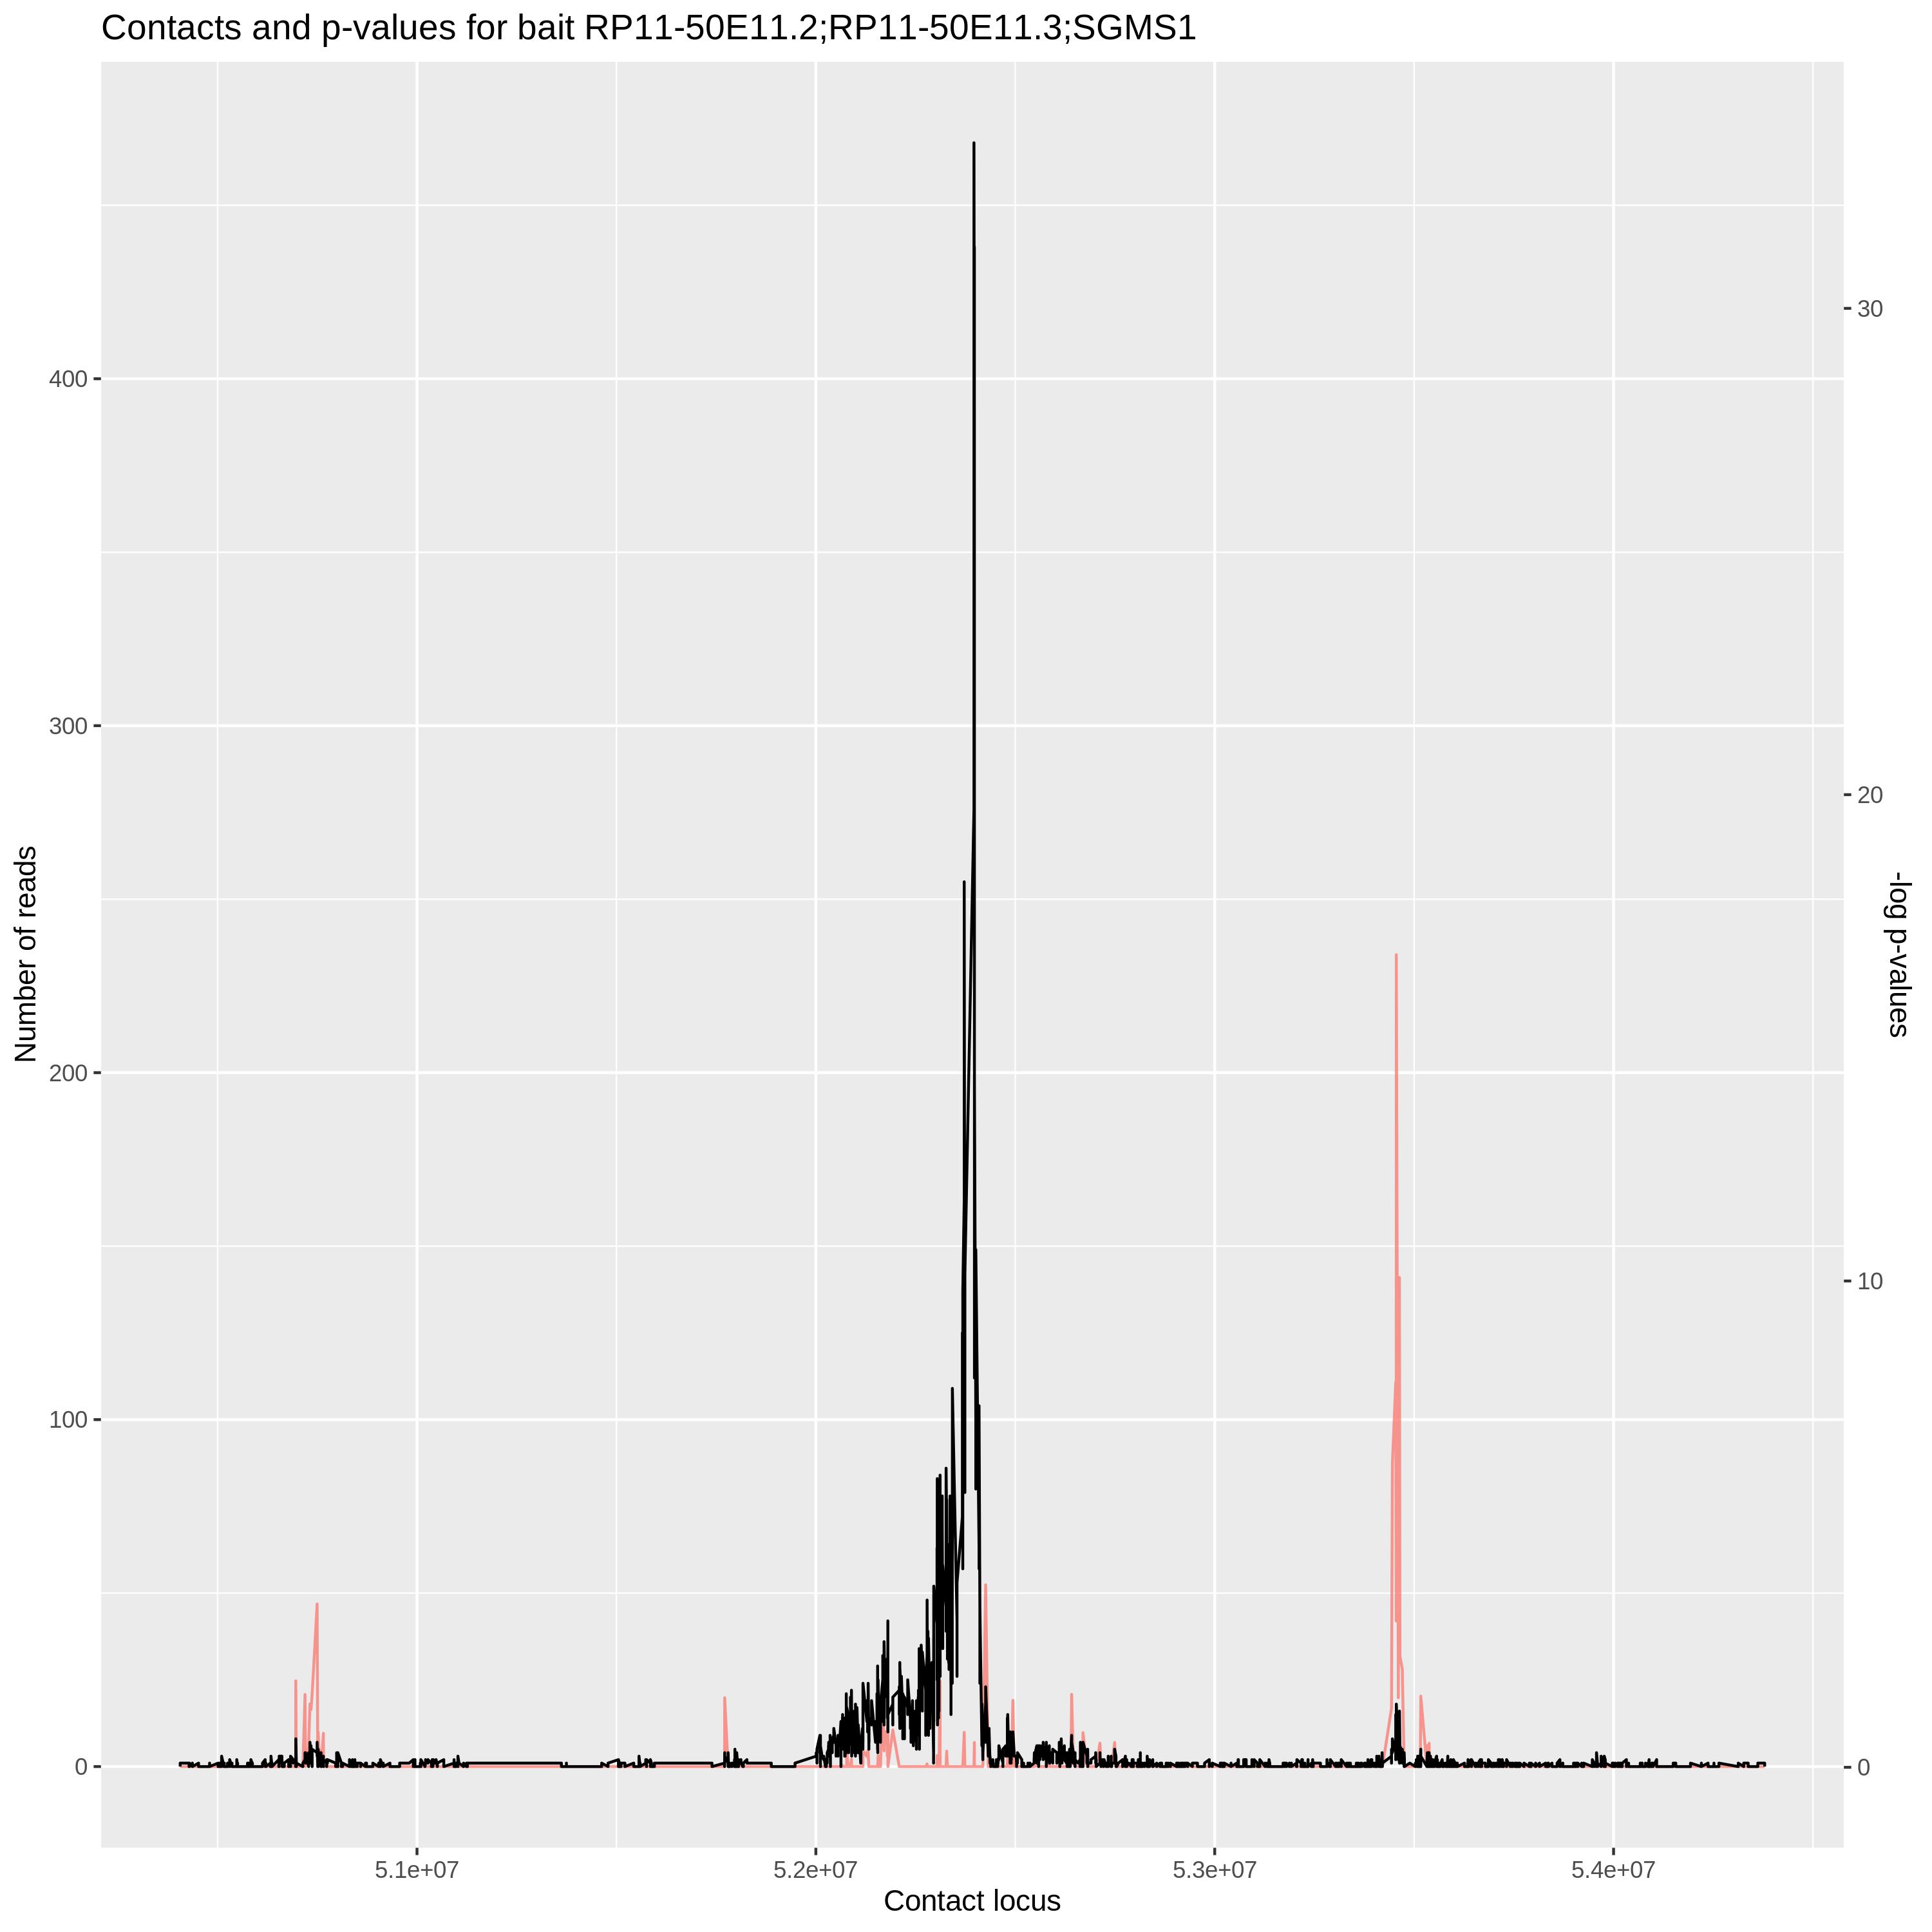 Contacts and p-values for bait RP11-50E11.2;RP11-50E11.3;SGMS1
Number of reads
400
300
200
100
0
30
20
10
0
-log p-values
5.1e+07 5.2e+07 5.3e+07 5.4e+07
Contact locus